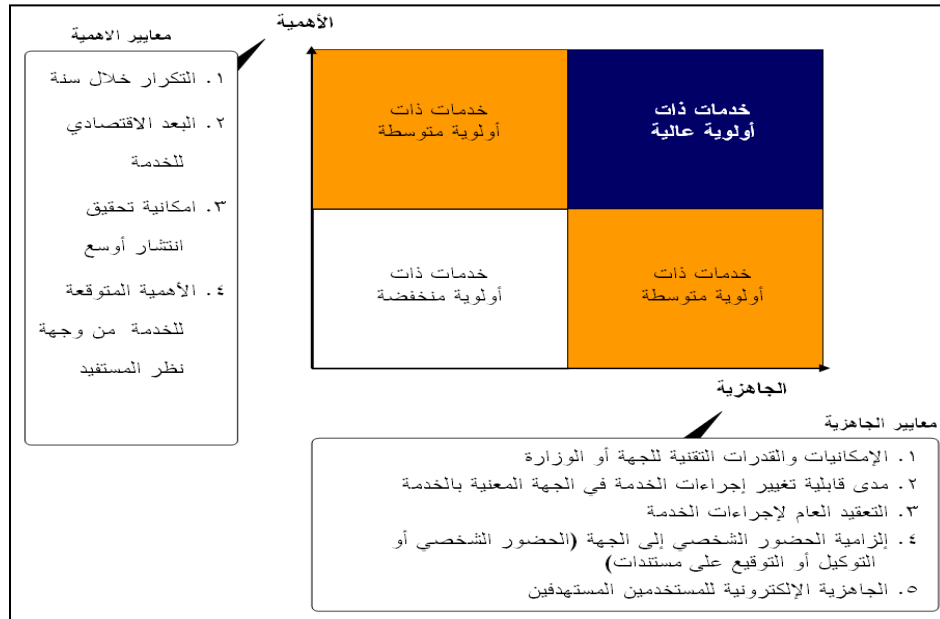 الأهمية
معايير الاهمية
١. التكرار خلال سنة
٢. البعد الاقتصادي
للخدمة
٣. امكانية تحقيق
انتشار أوسع
٤. الأهمية المتوقعة
للخدمة من وجهة
نظر المستفيد
خدمات ذات
أولوية عالية
خدمات ذات
أولوية متوسطة
خدمات ذات
أولوية متوسطة
خدمات ذات
أولوية منخفضة
الجاهزية
معايير الجاهزية
١. الإمكانيات والقدرات التقنية للجهة أو الوزارة
٢. مدى قابلية تغيير إجراءات الخدمة في الجهة المعنية بالخدمة
٣. التعقيد العام لإجراءات الخدمة
٤. إلزامية الحضور الشخصي إلى الجهة (الحضور الشخصي أو
التوكيل أو التوقيع على مستندات)
٥. الجاهزية الإلكترونية للمستخدمين المستهدفين